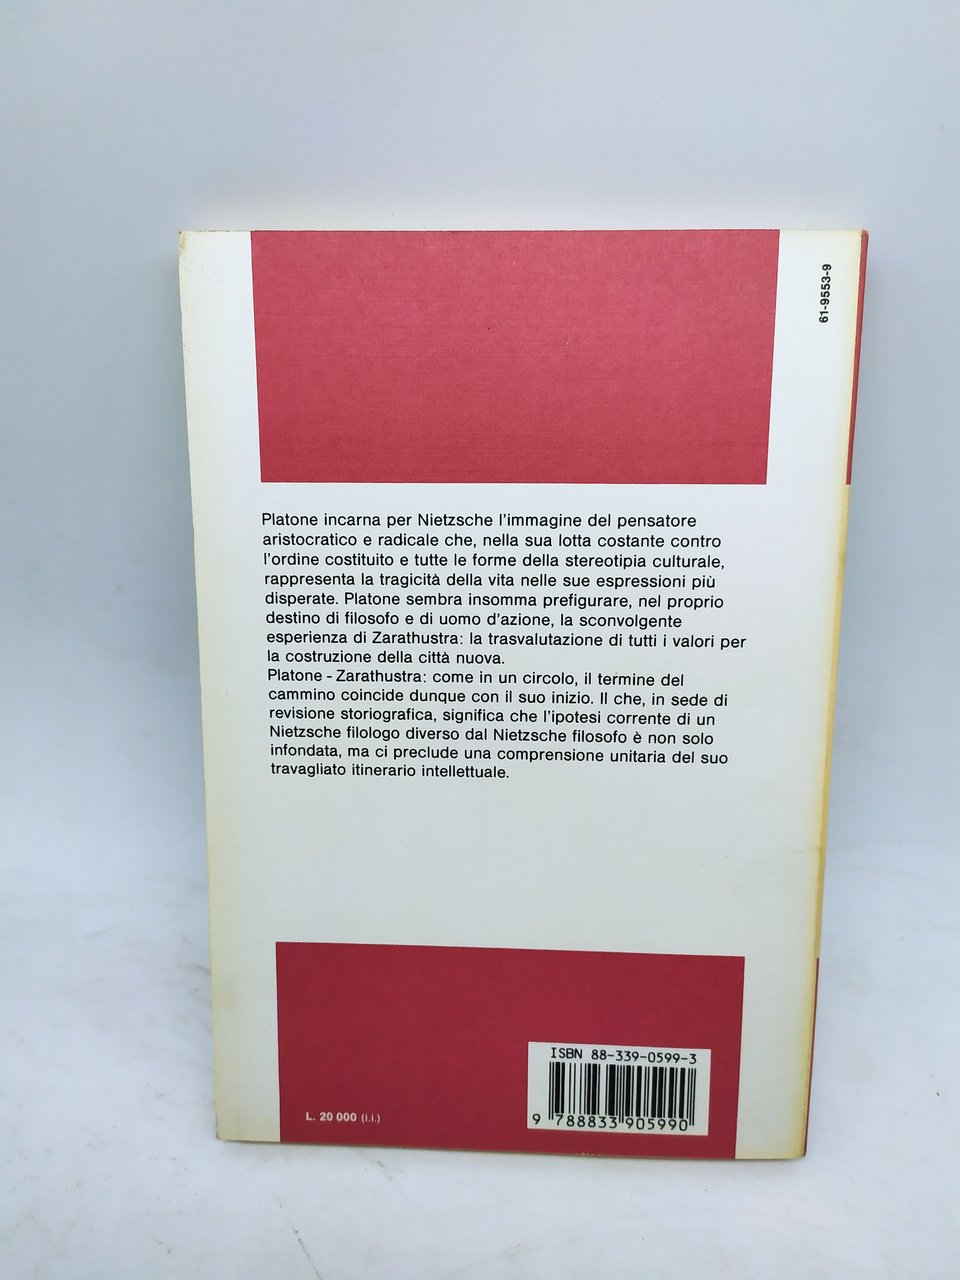 61-9553-9
Platone incarna per Nietzsche l'immagine del pensatore
aristocratico e radicale che, nella sua lotta costante contro
l'ordine costituito e tutte le forme della stereotipia culturale,
rappresenta la tragicità della vita nelle sue espressioni più
disperate. Platone sembra insomma prefigurare, nel proprio
destino di filosofo e di uomo d'azione, la sconvolgente
esperienza di Zarathustra: la trasvalutazione di tutti i valori per
la costruzione della città nuova.
Platone - Zarathustra: come in un circolo, il termine del
cammino coincide dunque con il suo inizio. Il che, in sede di
revisione storiografica, significa che l'ipotesi corrente di un
Nietzsche filologo diverso dal Nietzsche filosofo è non solo
infondata, ma ci preclude una comprensione unitaria del suo
travagliato itinerario intellettuale.
ISBN 88-339-0599-3
L. 20 000 (i.i.)
9 788833 905990